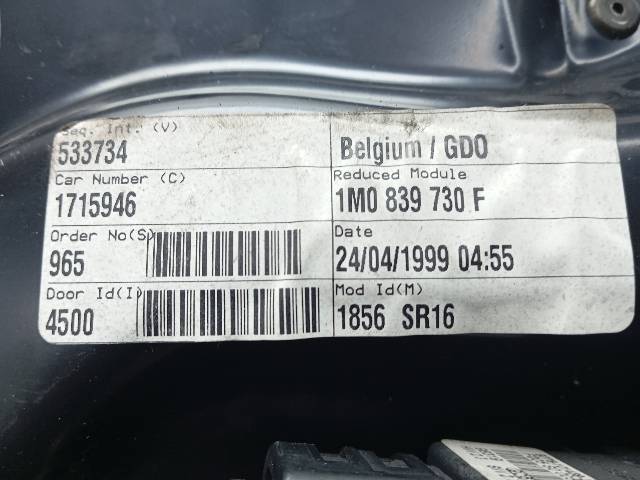 Seq. Int. (V)
533734
Belgium / GDO
Car Number (C)
1715946
Reduced Module
1M0 839 730 F
Order No(S)
965
Date
24/04/1999 04:55
Door Id(I)
4500
Mod Id(M)
1856 SR16